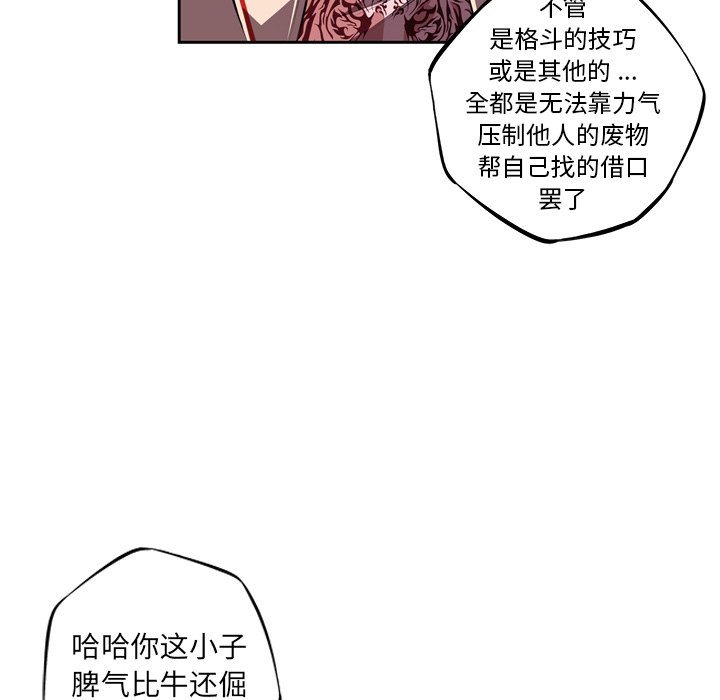 不管
是格斗的技巧
或是其他的 ...
全都是无法靠力气
压制他人的废物
帮自己找的借口
罢了
哈哈你这小子
脾气比牛还倔